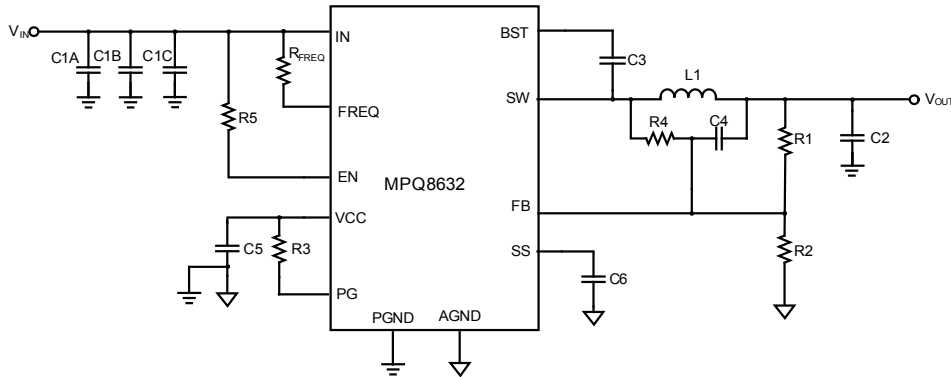 VIN
C1A C1B C1C
RFREQ
R5
IN
FREQ
EN
VCC
PG
C5
R3
MPQ8632
PGND
AGND
BST
SW
FB
SS
C3
L1
R4
C4
R1
C2
VOUT
R2
C6